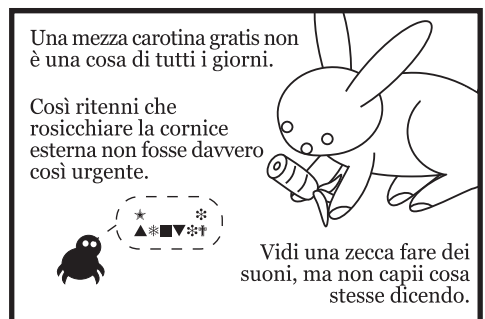 Una mezza carotina gratis non
è una cosa di tutti i giorni.
Così ritenni che
rosicchiare la cornice
esterna non fosse davvero
così urgente.
✭ ❇
▲❄■▼❇✟
Vidi una zecca fare dei
suoni, ma non capii cosa
stesse dicendo.